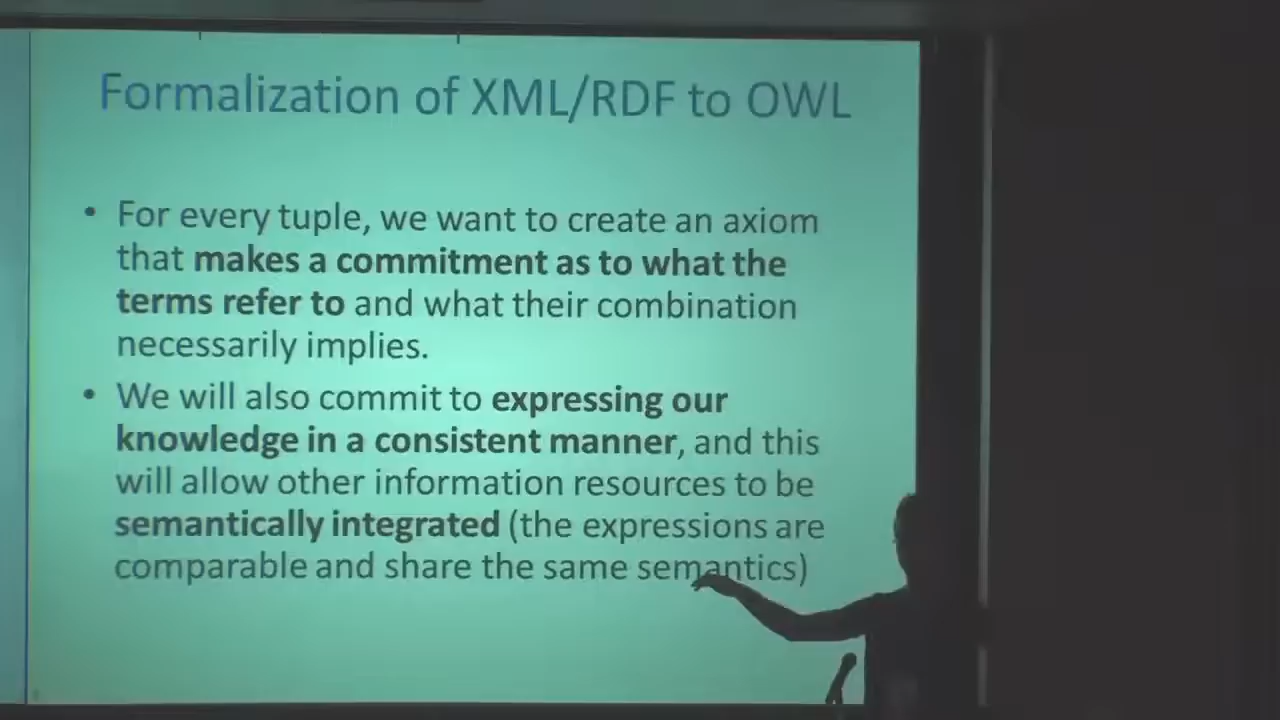 Formalization of XML/RDF to OWL
• For every tuple, we want to create an axiom
that makes a commitment as to what the
terms refer to and what their combination
necessarily implies.
• We will also commit to expressing our
knowledge in a consistent manner, and this
will allow other information resources to be
semantically integrated (the expressions are
comparable and share the same semantics)